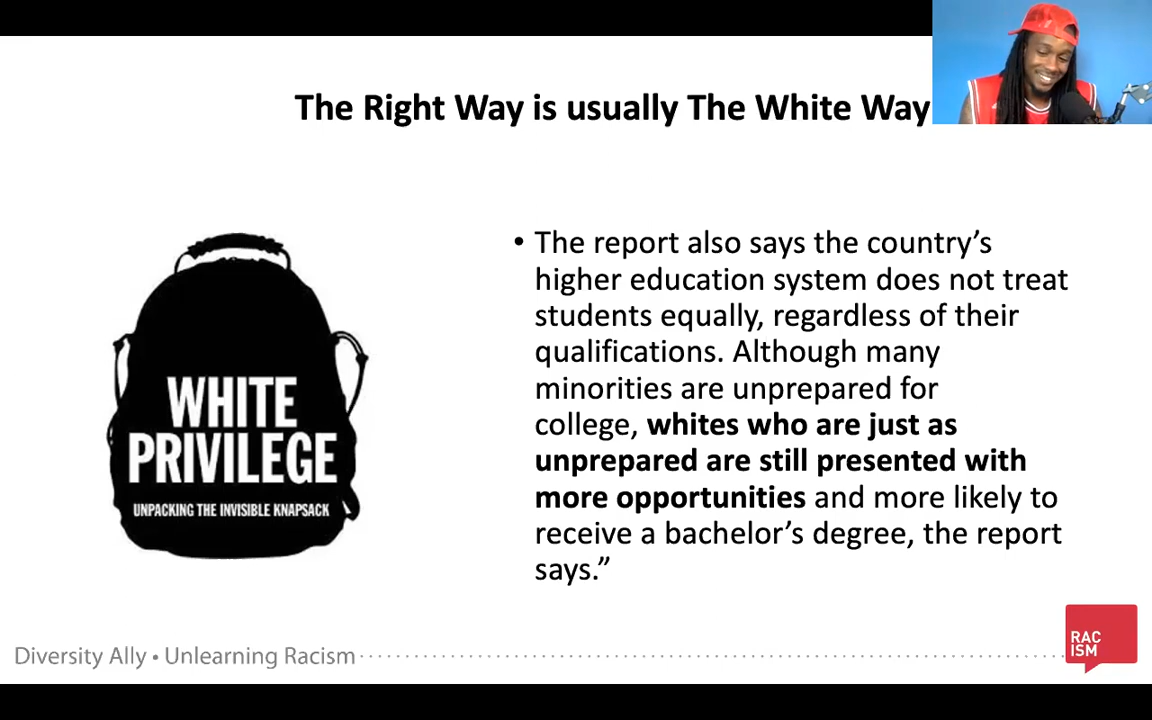 The Right Way is usually The White Way
• The report also says the country’s
higher education system does not treat
students equally, regardless of their
qualifications. Although many
minorities are unprepared for
college, whites who are just as
unprepared are still presented with
more opportunities and more likely to
receive a bachelor’s degree, the report
says.”
WHITE
PRIVILEGE
UNPACKING THE INVISIBLE KNAPSACK
Diversity Ally • Unlearning Racism
RAC
ISM